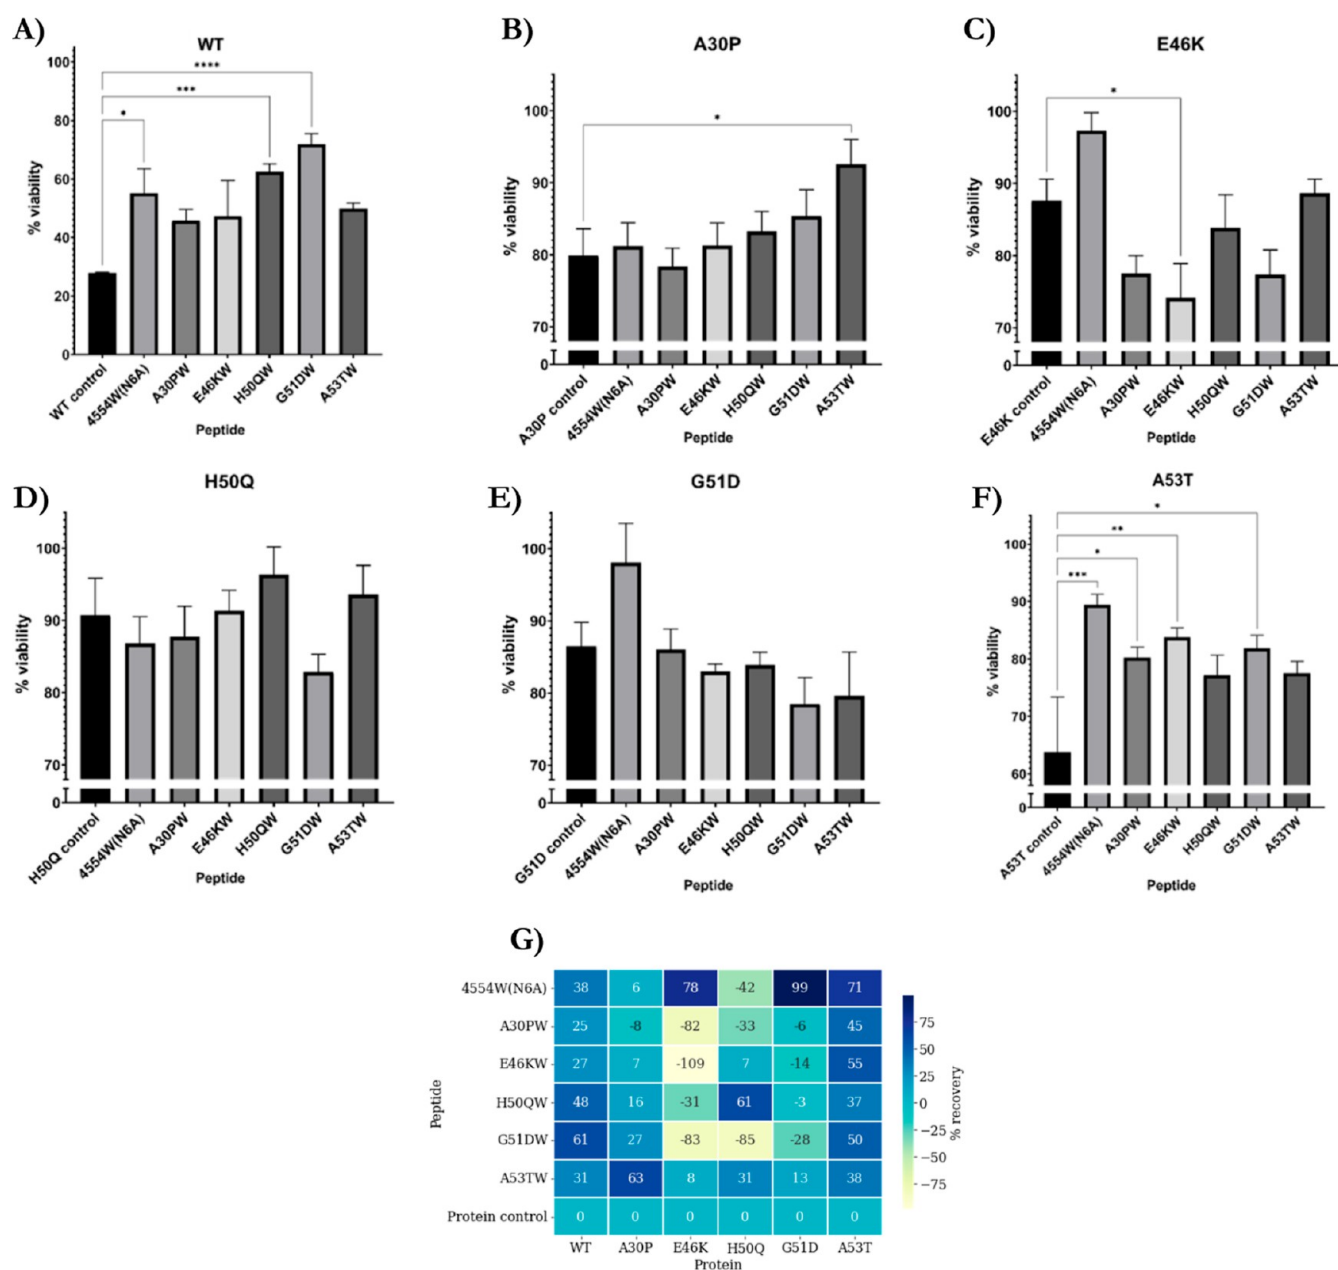 A)
WT
% viability
100
80
60
40
20
0
****
***
*
WT control
4554W(N6A)
A30PW
E46KW
H50QW
G51DW
A53TW
Peptide
B)
A30P
% viability
100
90
80
70
0
*
A30P control
4554W(N6A)
A30PW
E46KW
H50QW
G51DW
A53TW
Peptide
C)
E46K
% viability
100
90
80
70
0
*
E46K control
4554W(N6A)
A30PW
E46KW
H50QW
G51DW
A53TW
Peptide
D)
H50Q
% viability
100
90
80
70
0
H50Q control
4554W(N6A)
A30PW
E46KW
H50QW
G51DW
A53TW
Peptide
E)
G51D
% viability
100
90
80
70
0
G51D control
4554W(N6A)
A30PW
E46KW
H50QW
G51DW
A53TW
Peptide
F)
A53T
% viability
100
90
80
70
60
0
*
**
*
***
A53T control
4554W(N6A)
A30PW
E46KW
H50QW
G51DW
A53TW
Peptide
G)
Peptide
4554W(N6A) 38 6 78 -42 99 71
A30PW 25 -8 -82 -33 -6 45
E46KW 27 7 -109 7 -14 55
H50QW 48 16 -31 61 -3 37
G51DW 61 27 -83 -85 -28 50
A53TW 31 63 8 31 13 38
Protein control 0 0 0 0 0 0
WT A30P E46K H50Q G51D A53T
Protein
75
50
25
0
−25
−50
−75
% recovery